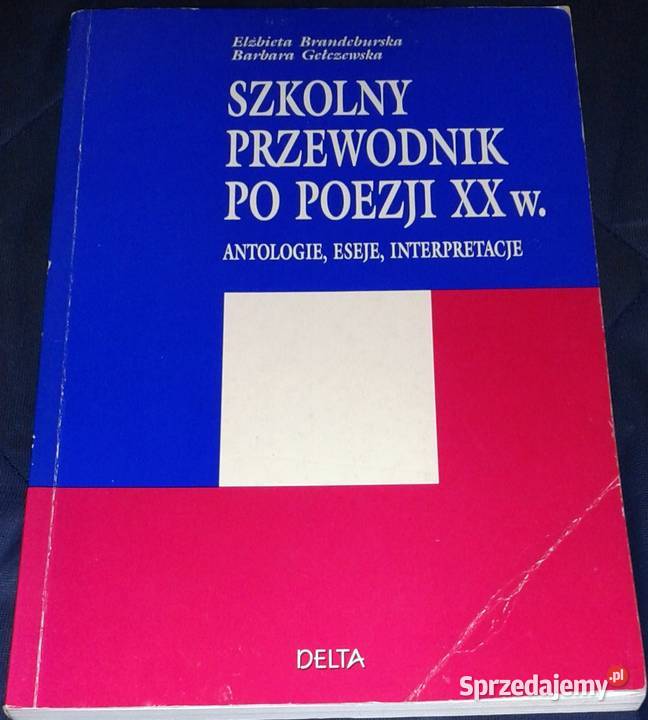 Elżbieta Brandeburska
Barbara Gełczewska
SZKOLNY
PRZEWODNIK
PO POEZJI XX w.
ANTOLOGIE, ESEJE, INTERPRETACJE
DELTA
Sprzedajemy.pl